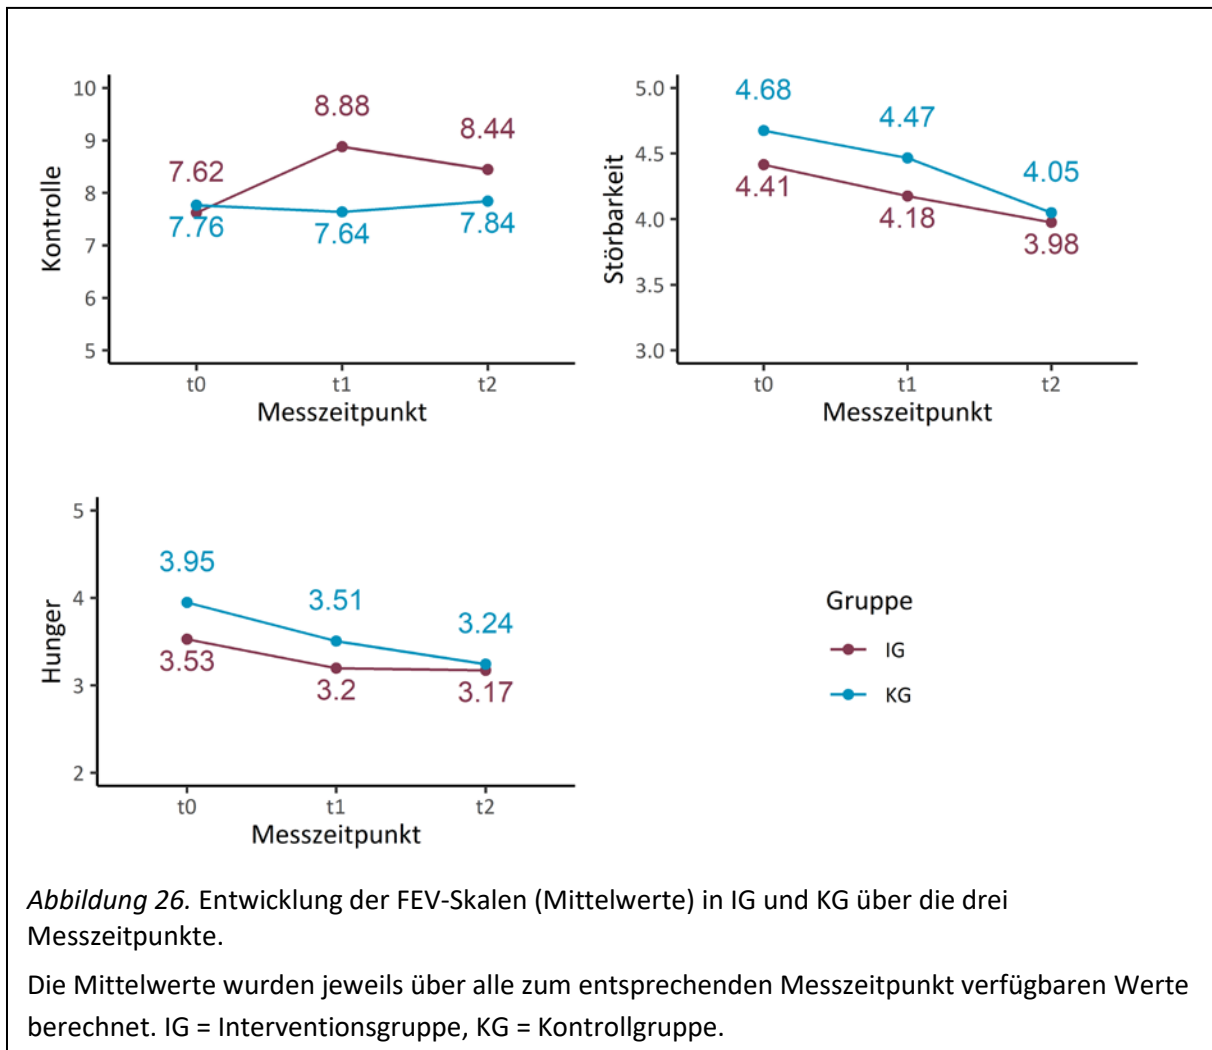 10
9
8
7
6
5
Kontrolle
7.62
8.88
8.44
7.76
7.64
7.84
t0
t1
t2
Messzeitpunkt
5.0
4.5
4.0
3.5
3.0
Störbarkeit
4.68
4.47
4.05
4.41
4.18
3.98
t0
t1
t2
Messzeitpunkt
5
4
3
2
Hunger
3.95
3.51
3.24
3.53
3.2
3.17
t0
t1
t2
Messzeitpunkt
Gruppe
IG
KG
Abbildung 26. Entwicklung der FEV-Skalen (Mittelwerte) in IG und KG über die drei
Messzeitpunkte.
Die Mittelwerte wurden jeweils über alle zum entsprechenden Messzeitpunkt verfügbaren Werte
berechnet. IG = Interventionsgruppe, KG = Kontrollgruppe.